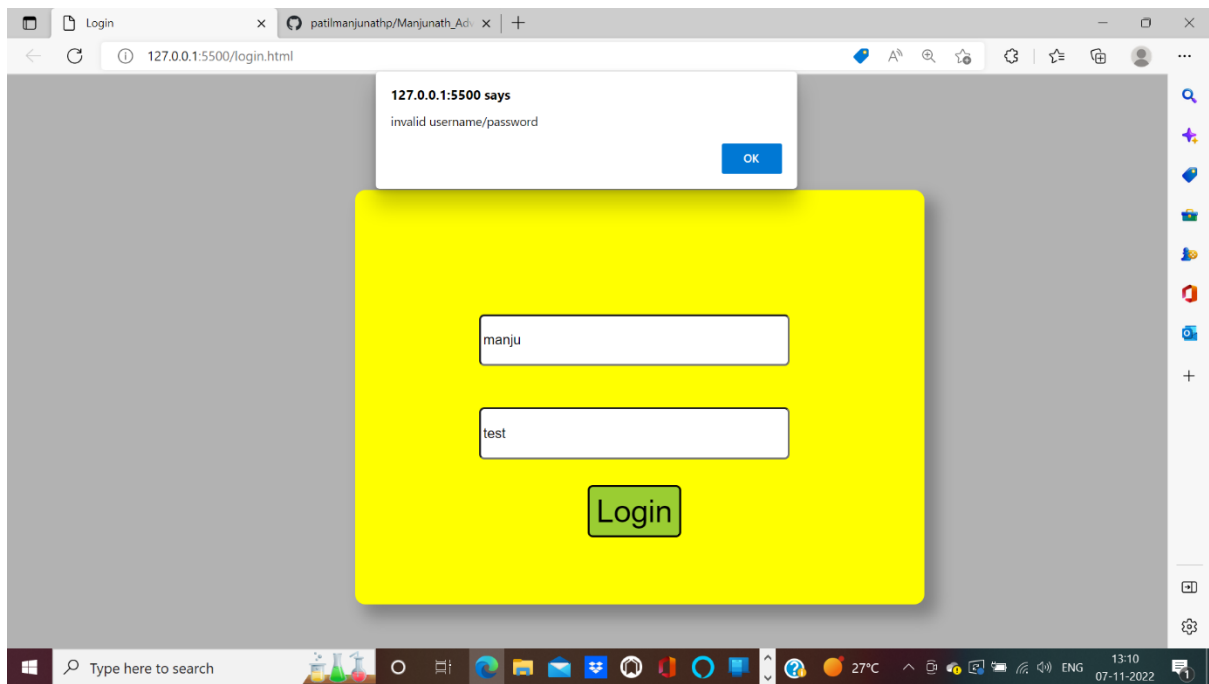 Login
patilmanjunathp/Manjunath_Adv
127.0.0.1:5500/login.html
127.0.0.1:5500 says
invalid username/password
OK
manju
test
Login
Type here to search
27°C
ENG
13:10
07-11-2022
1